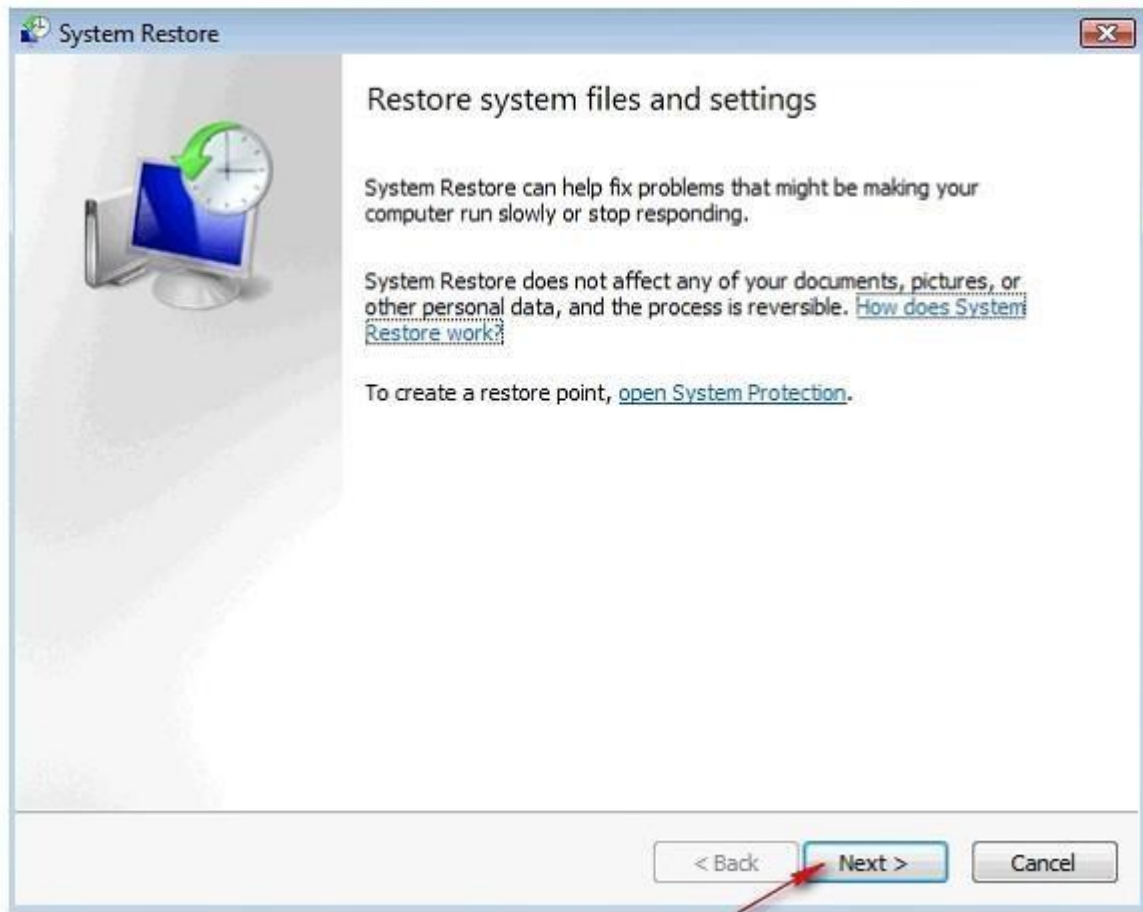 System Restore
Restore system files and settings
System Restore can help fix problems that might be making your
computer run slowly or stop responding.
System Restore does not affect any of your documents, pictures, or
other personal data, and the process is reversible. How does System
Restore work?
To create a restore point, open System Protection.
< Back Next > Cancel